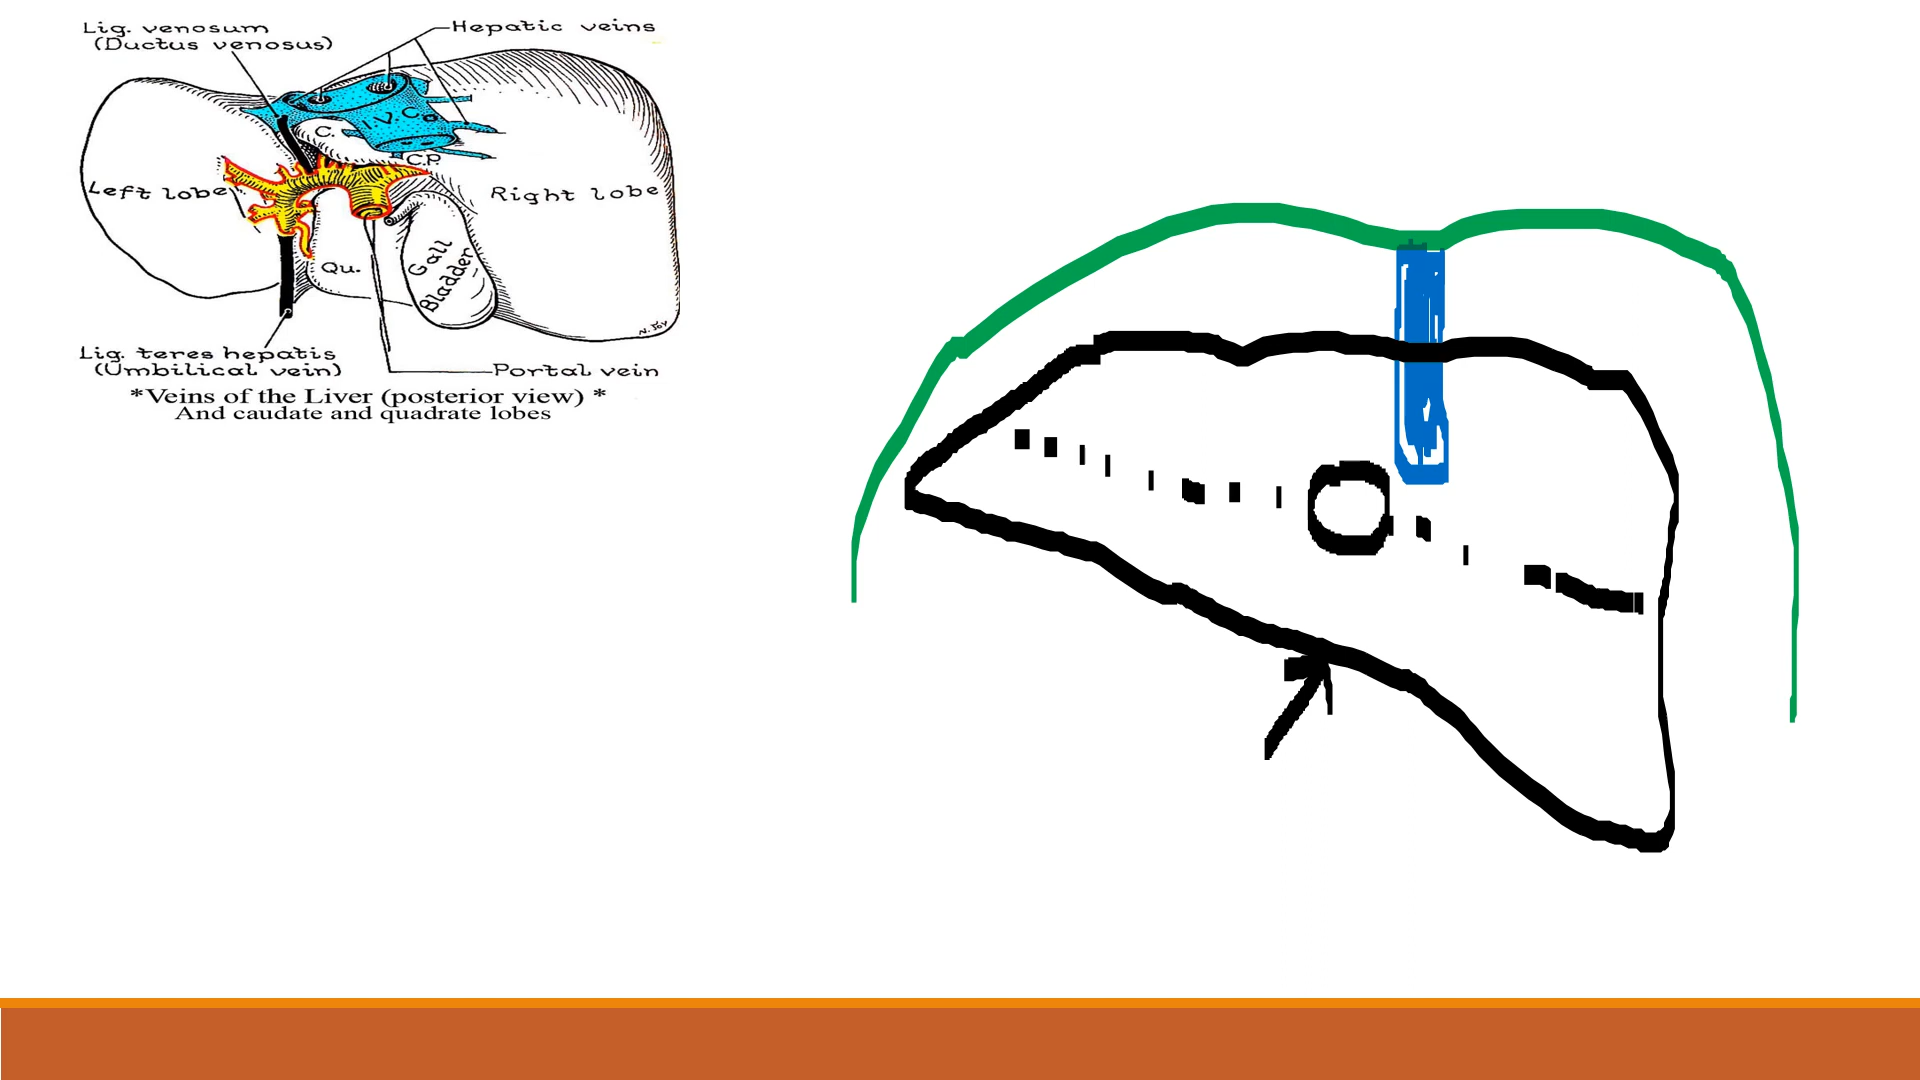 Lig. venosum
(Ductus venosus)
Hepatic veins
I.V.C.
C.
C.P.
Left lobe
Right lobe
Qu.
Gall
Bladder
Lig. teres hepatis
(Umbilical vein)
Portal vein
*Veins of the Liver (posterior view) *
And caudate and quadrate lobes